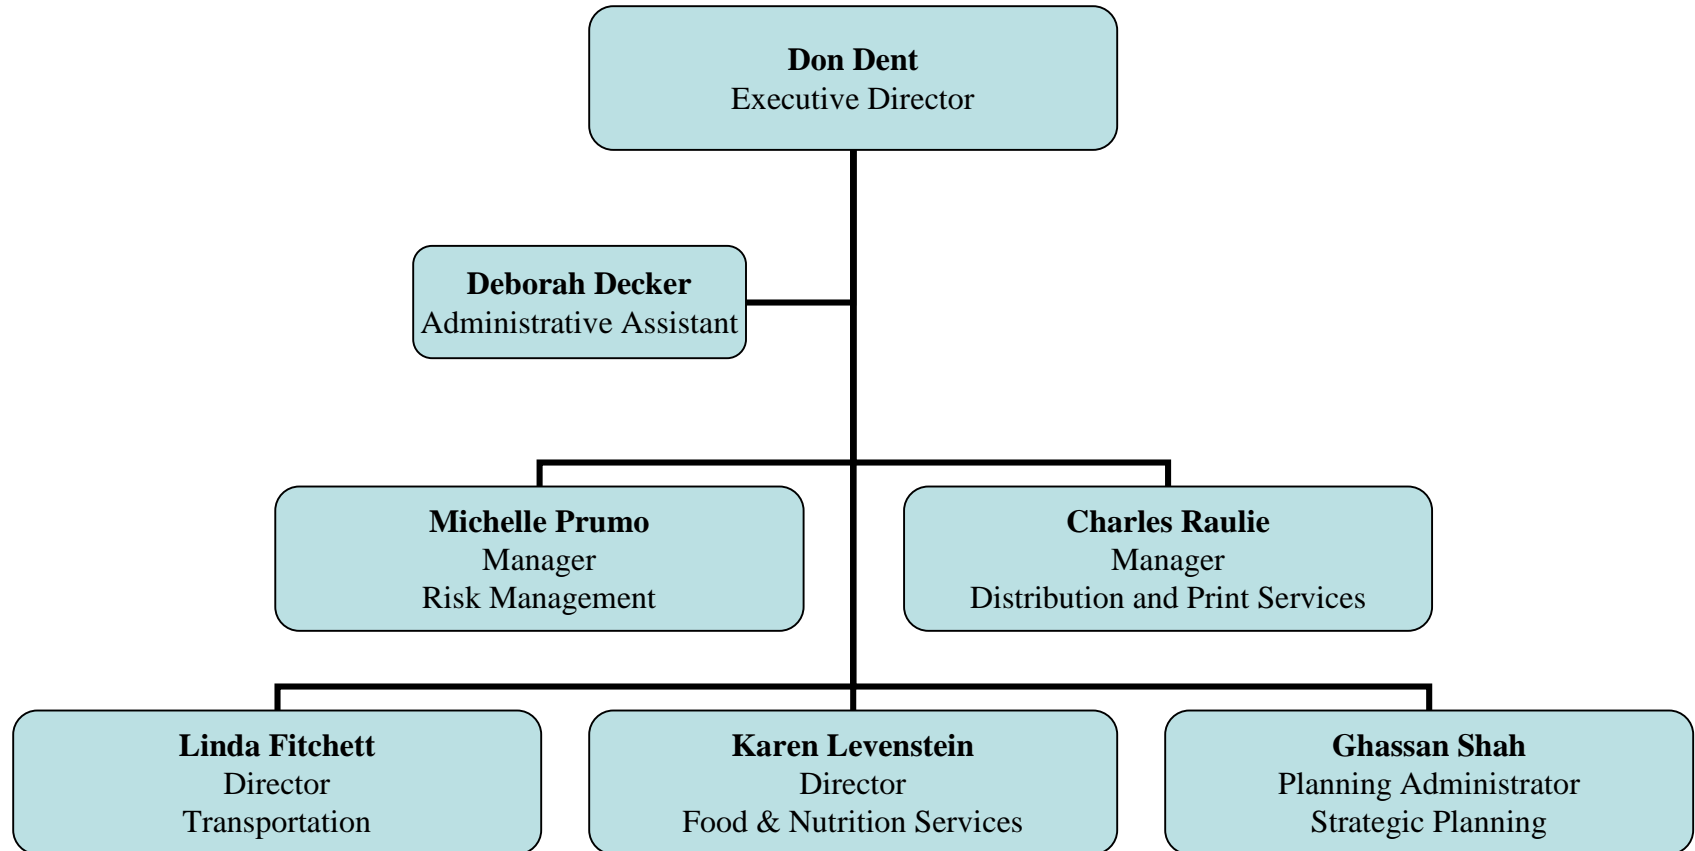 Don Dent
Executive Director
Deborah Decker
Administrative Assistant
Michelle Prumo
Manager
Risk Management
Charles Raulie
Manager
Distribution and Print Services
Linda Fitchett
Director
Transportation
Karen Levenstein
Director
Food & Nutrition Services
Ghassan Shah
Planning Administrator
Strategic Planning